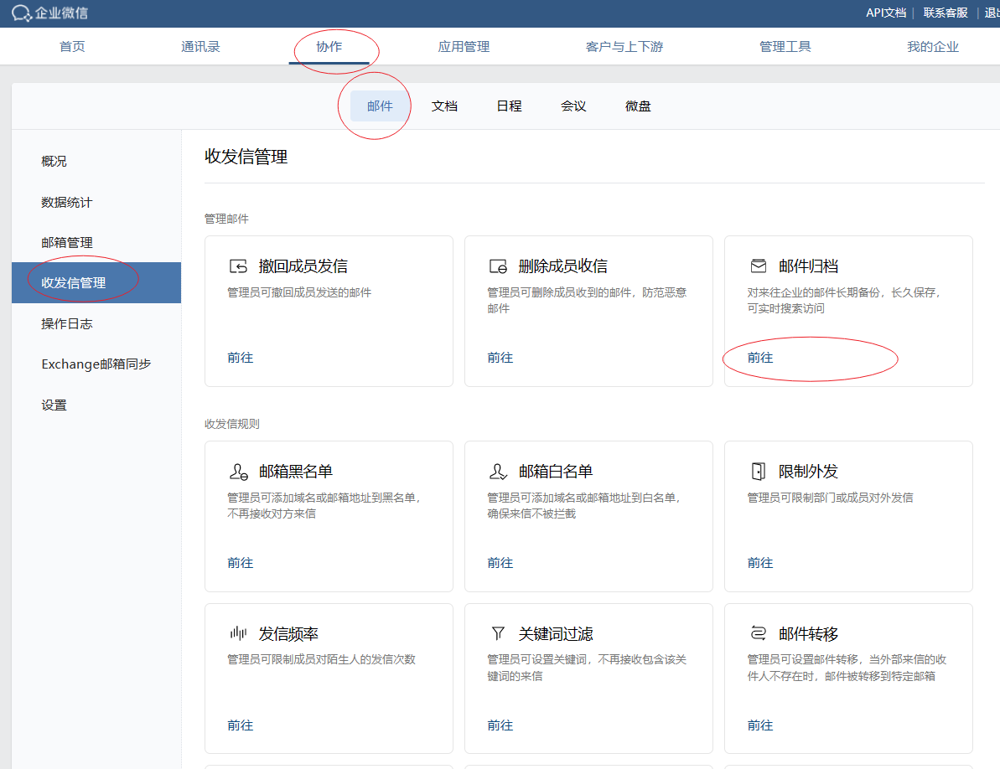 企业微信
API文档 | 联系客服 | 退出
首页 通讯录 协作 应用管理 客户与上下游 管理工具 我的企业
邮件 文档 日程 会议 微盘
概况
数据统计
邮箱管理
收发信管理
操作日志
Exchange邮箱同步
设置
收发信管理
管理邮件
撤回成员发信
管理员可撤回成员发送的邮件
前往
删除成员收信
管理员可删除成员收到的邮件，防范恶意
邮件
前往
邮件归档
对来往企业的邮件长期备份，长久保存，
可实时搜索访问
前往
收发信规则
邮箱黑名单
管理员可添加域名或邮箱地址到黑名单，
不再接收对方来信
前往
邮箱白名单
管理员可添加域名或邮箱地址到白名单，
确保来信不被拦截
前往
限制外发
管理员可限制部门或成员对外发信
前往
发信频率
管理员可限制成员对陌生人的发信次数
前往
关键词过滤
管理员可设置关键词，不再接收包含该关
键词的来信
前往
邮件转移
管理员可设置邮件转移，当外部来信的收
件人不存在时，邮件被转移到特定邮箱
前往